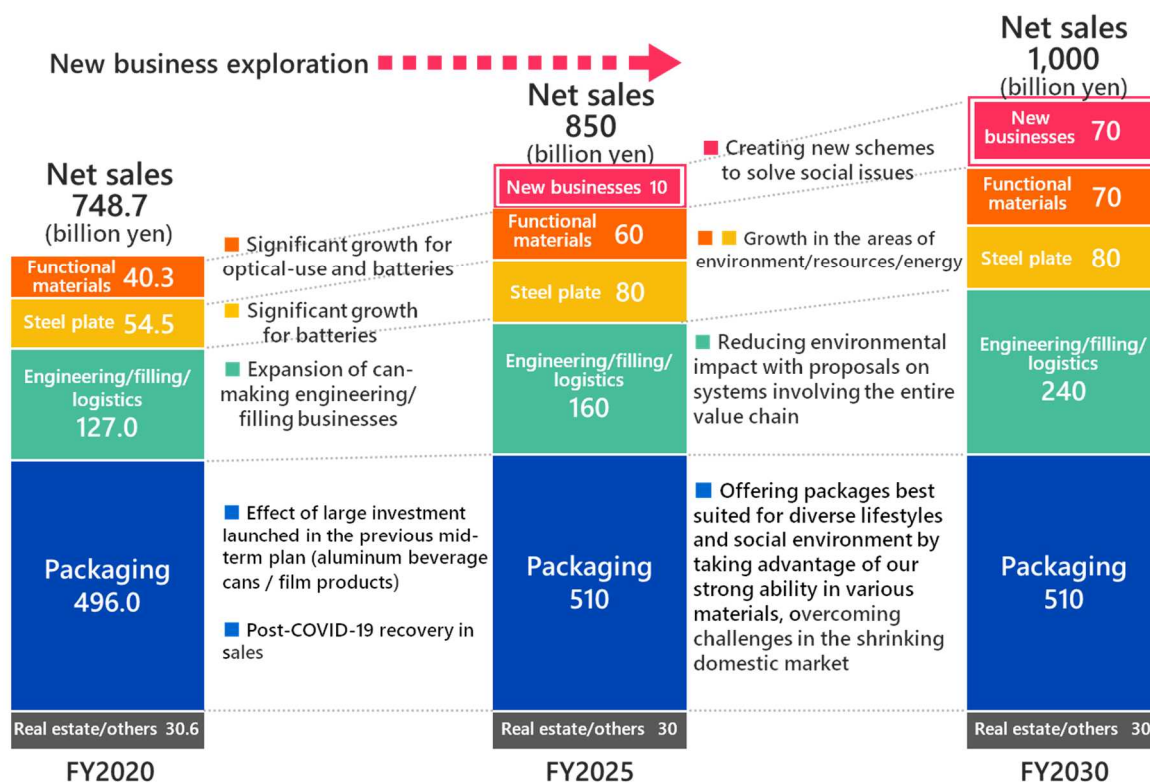 New business exploration
Net sales
748.7
(billion yen)
Functional
materials 40.3
Steel plate 54.5
Engineering/filling/
logistics
127.0
Packaging
496.0
Real estate/others 30.6
FY2020
■ Significant growth for
optical-use and batteries
■ Significant growth
for batteries
■ Expansion of can-
making engineering/
filling businesses
■ Effect of large investment
launched in the previous mid-
term plan (aluminum beverage
cans / film products)
■ Post-COVID-19 recovery in
sales
Net sales
850
(billion yen)
New businesses 10
Functional
materials 60
Steel plate 80
Engineering/filling/
logistics
160
Packaging
510
Real estate/others 30
FY2025
■ Creating new schemes
to solve social issues
■ ■ Growth in the areas of
environment/resources/energy
■ Reducing environmental
impact with proposals on
systems involving the entire
value chain
■ Offering packages best
suited for diverse lifestyles
and social environment by
taking advantage of our
strong ability in various
materials, overcoming
challenges in the shrinking
domestic market
Net sales
1,000
(billion yen)
New
businesses 70
Functional
materials 70
Steel plate 80
Engineering/filling/
logistics
240
Packaging
510
Real estate/others 30
FY2030